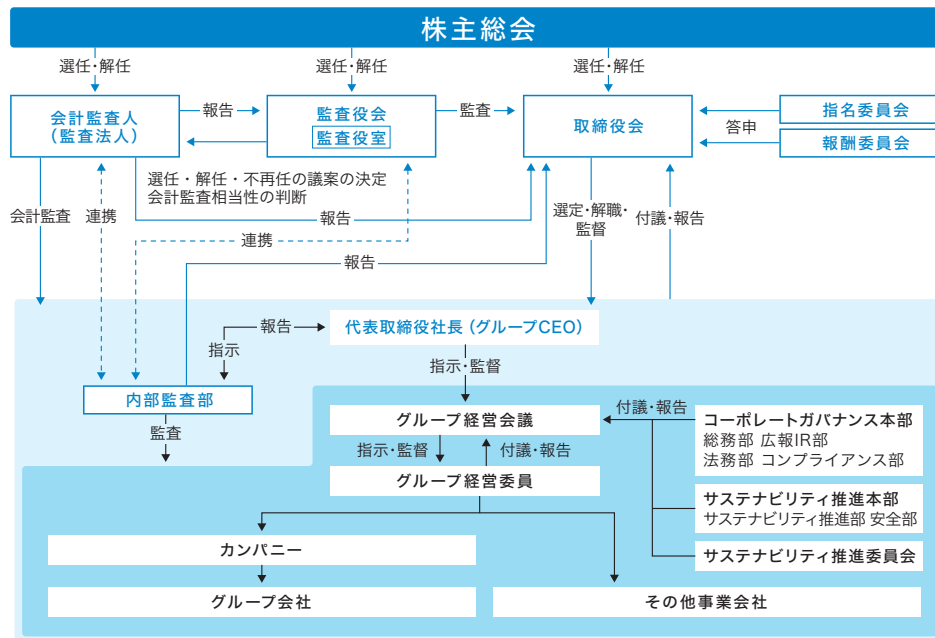 株主総会
選任・解任
選任・解任
選任・解任
会計監査人
(監査法人)
報告
監査役会
監査役室
監査
取締役会
答申
指名委員会
報酬委員会
選任・解任・不再任の議案の決定
会計監査相当性の判断
会計監査
連携
報告
連携
報告
選定・解職・
監督
付議・報告
代表取締役社長(グループCEO)
報告
指示
指示・監督
内部監査部
監査
グループ経営会議
指示・監督
付議・報告
グループ経営委員
付議・報告
コーポレートガバナンス本部
総務部 広報IR部
法務部 コンプライアンス部
サステナビリティ推進本部
サステナビリティ推進部 安全部
サステナビリティ推進委員会
カンパニー
グループ会社
その他事業会社